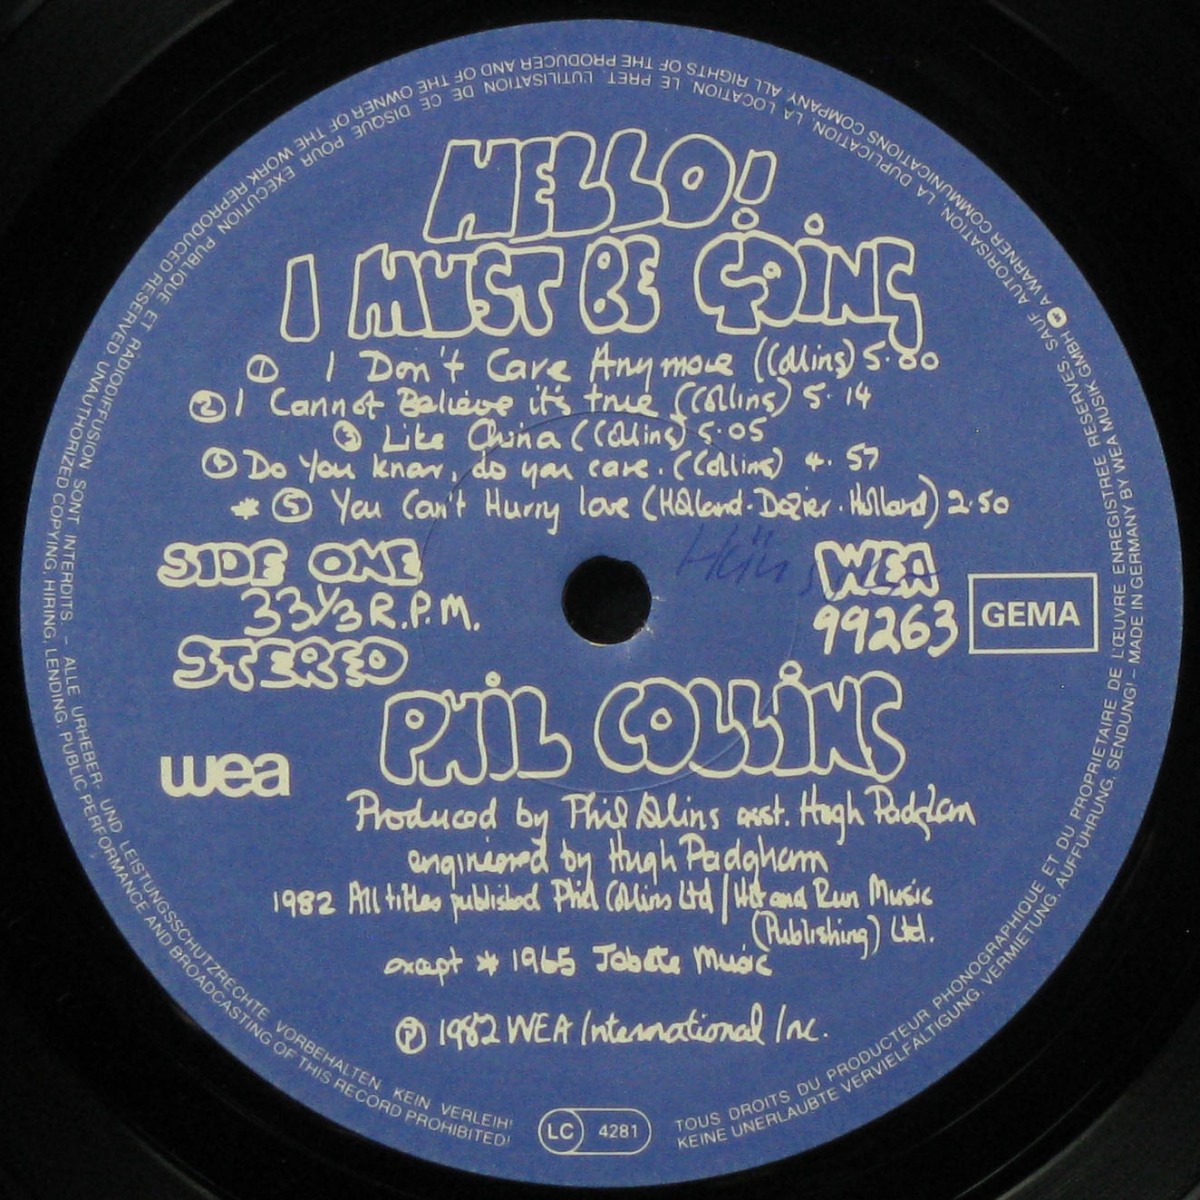 HELLO!
I MUST BE GOING
① I Don't Care Anymore (Collins) 5·00
② I Cannot Believe it's true (Collins) 5·14
③ Like China (Collins) 5·05
④ Do You know, do you care. (Collins) 4·57
* ⑤ You Can't Hurry love (Holland·Dozier·Holland) 2·50
SIDE ONE
33⅓ R.P.M.
STEREO
WEA
99263
GEMA
wea
PHIL COLLINS
Produced by Phil Collins asst. Hugh Padgham
engineered by Hugh Padgham
1982 All titles published Phil Collins Ltd / Hit and Run Music
(Publishing) Ltd.
except * 1965 Jobete Music
℗ 1982 WEA International Inc.
LC 4281
TOUS DROITS DU PRODUCTEUR PHONOGRAPHIQUE ET DU PROPRIETAIRE DE L'ŒUVRE ENREGISTREE RESERVES. SAUF AUTORISATION, LA DUPLICATION, LA LOCATION, LE PRET, L'UTILISATION DE CE DISQUE POUR EXECUTION PUBLIQUE ET RADIODIFFUSION SONT INTERDITS. – ALLE URHEBER- UND LEISTUNGSSCHUTZRECHTE VORBEHALTEN KEIN VERLEIH!
KEINE UNERLAUBTE VERVIELFÄLTIGUNG, VERMIETUNG, AUFFÜHRUNG, SENDUNG! – MADE IN GERMANY BY WEA MUSIK GMBH A WARNER COMMUNICATIONS COMPANY. ALL RIGHTS OF THE PRODUCER AND OF THE OWNER OF THE WORK REPRODUCED RESERVED UNAUTHORIZED COPYING, HIRING, LENDING, PUBLIC PERFORMANCE AND BROADCASTING OF THIS RECORD PROHIBITED!